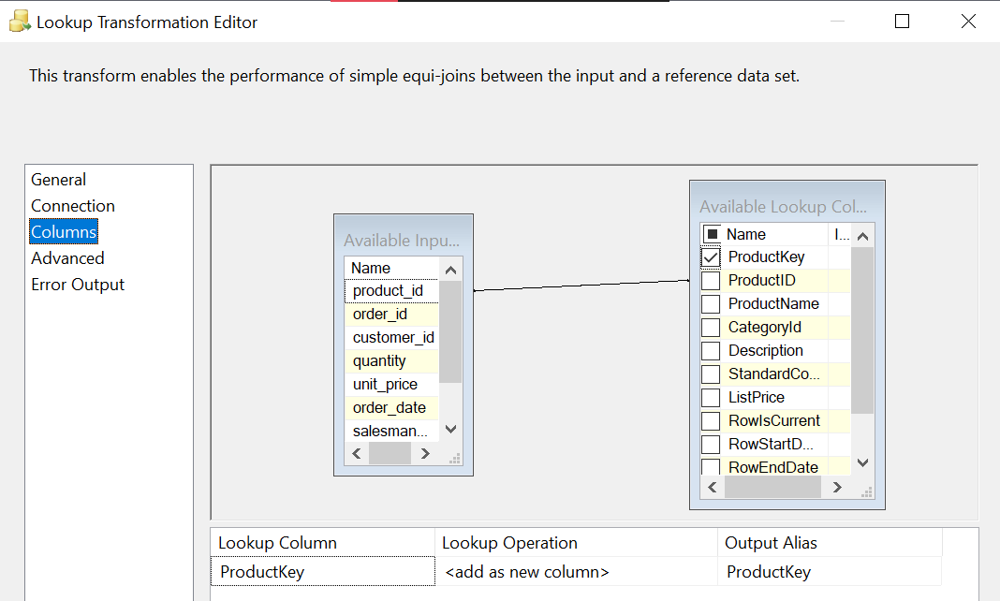 Lookup Transformation Editor
This transform enables the performance of simple equi-joins between the input and a reference data set.
General
Connection
Columns
Advanced
Error Output
Available Inpu...
Name
product_id
order_id
customer_id
quantity
unit_price
order_date
salesman...
Available Lookup Col...
Name I...
ProductKey
ProductID
ProductName
CategoryId
Description
StandardCo...
ListPrice
RowIsCurrent
RowStartD...
RowEndDate
Lookup Column Lookup Operation Output Alias
ProductKey <add as new column> ProductKey